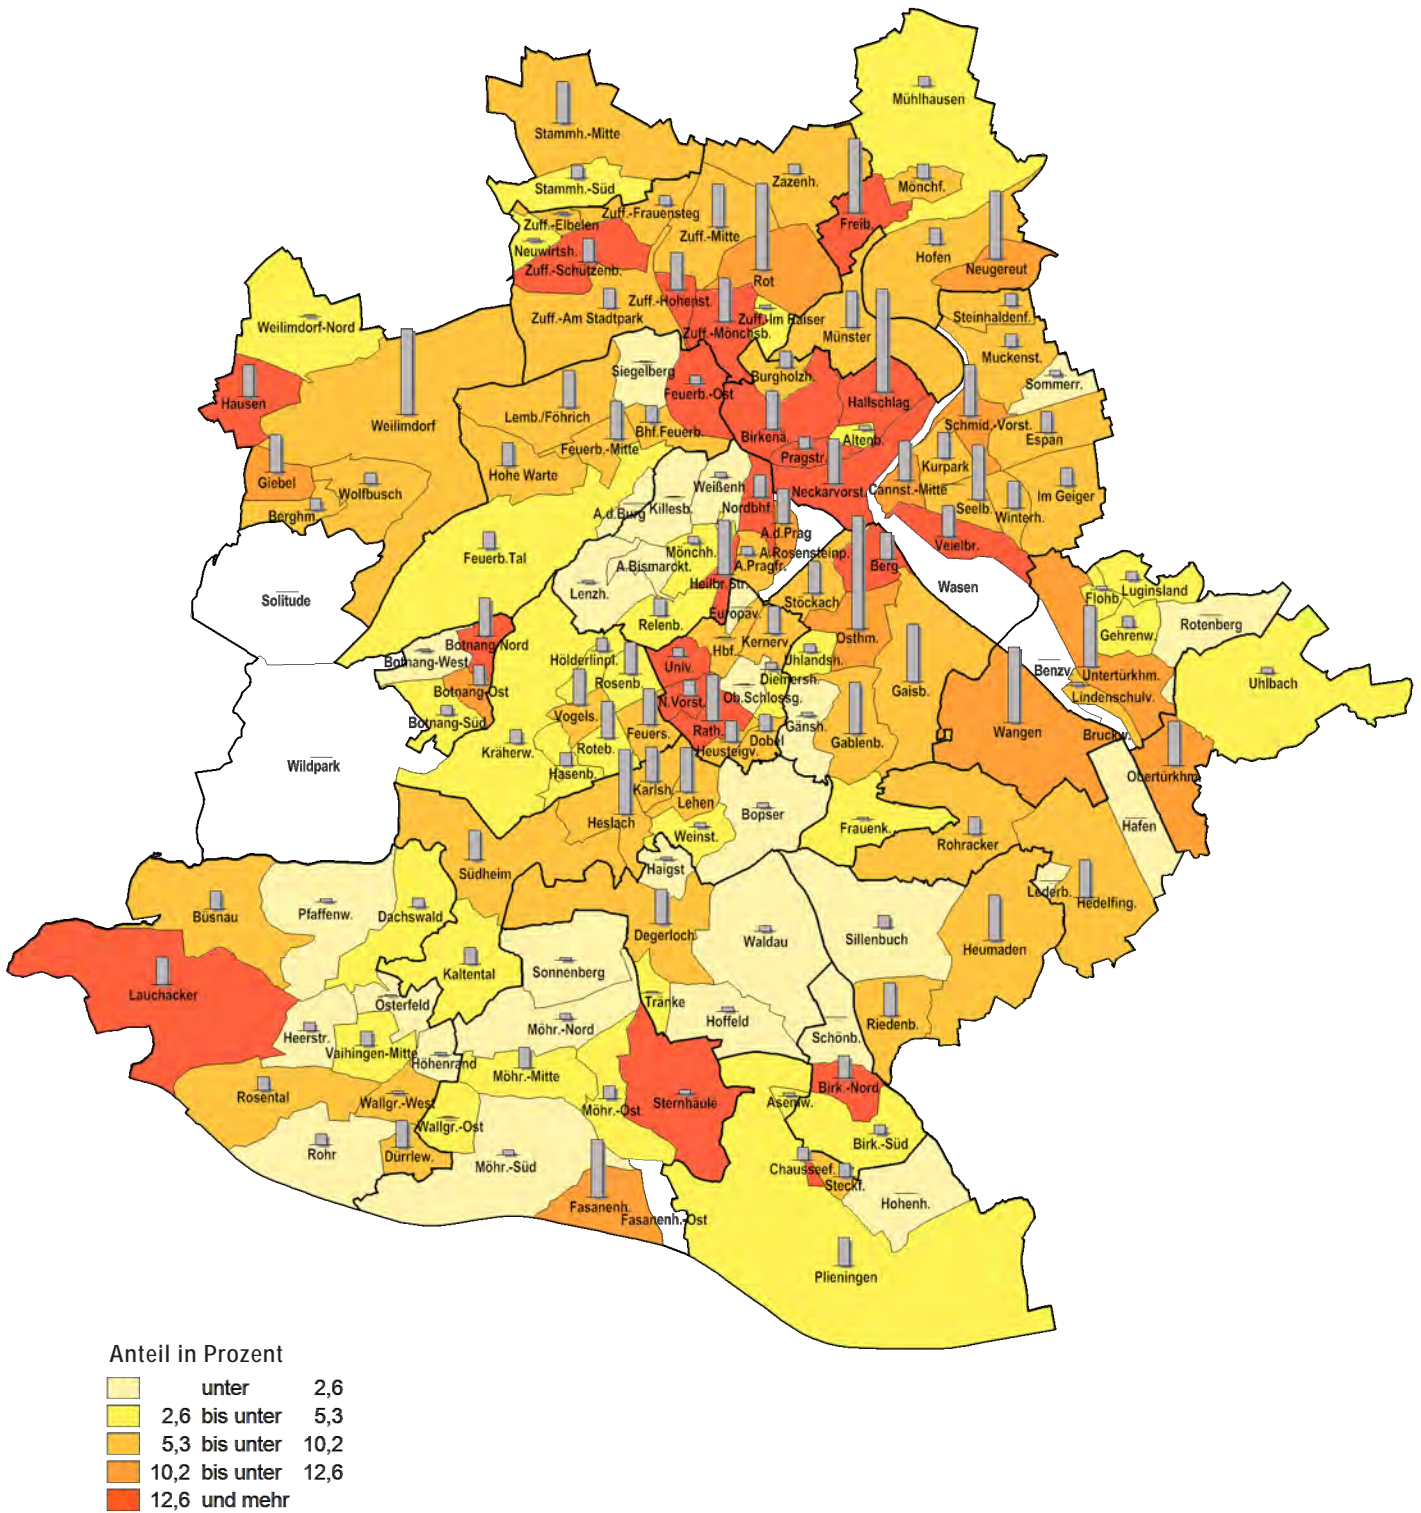 Mühlhausen
Stammh.-Mitte
Zazenh.
Mönchf.
Stammh.-Süd
Zuff.-Frauensteg
Zuff.-Elbelen
Freib.
Zuff.-Mitte
Neuwirtsh.
Hofen
Zuff.-Schützenb.
Neugereut
Rot
Zuff.-Hohenst.
Zuff.-Am Stadtpark
Zuff.-Im Raiser
Steinhaldenf.
Weilimdorf-Nord
Zuff.-Mönchsb.
Münster
Muckenst.
Siegelberg
Burgholzh.
Sommerr.
Feuerb.-Ost
Hausen
Hallschlag
Lemb./Föhrich
Weilimdorf
Schmid.-Vorst.
Bhf.Feuerb.
Birkenä.
Altenb.
Espan
Feuerb.-Mitte
Pragstr.
Kurpark
Hohe Warte
Giebel
Weißenh.
Neckarvorst.
Cannst.-Mitte
Wolfbusch
Im Geiger
Killesb.
Nordbhf.
Seelb.
Berghm.
A.d.Burg
Winterh.
A.d.Prag
Veielbr.
Feuerb.Tal
Mönchh.
A.Rosensteinp.
A.Bismarckt.
A.Pragfr.
Berg
Heilbr.Str.
Wasen
Lenzh.
Luginsland
Solitude
Stöckach
Flohb.
Europav.
Relenb.
Rotenberg
Gehrenw.
Kernerv.
Osthm.
Botnang-Nord
Hbf.
Botnang-West
Hölderlinpl.
Univ.
Uhlandsh.
Benzv.
Untertürkhm.
Diemersh.
Rosenb.
Uhlbach
Botnang-Ost
Gaisb.
Ob.Schlossg.
Lindenschulv.
N.Vorst.
Botnang-Süd
Vogels.
Gänsh.
Feuers.
Rath.
Wangen
Bruckw.
Gablenb.
Dobel
Kräherw.
Roteb.
Heusteigv.
Wildpark
Hasenb.
Obertürkhm.
Karlsh.
Lehen
Bopser
Heslach
Hafen
Frauenk.
Weinst.
Rohracker
Südheim
Haigst
Lederb.
Hedelfing.
Büsnau
Pfaffenw.
Dachswald
Degerloch
Waldau
Sillenbuch
Heumaden
Kaltental
Sonnenberg
Lauchäcker
Österfeld
Tränke
Hoffeld
Riedenb.
Möhr.-Nord
Heerstr.
Schönb.
Vaihingen-Mitte
Höhenrand
Möhr.-Mitte
Birk.-Nord
Rosental
Wallgr.-West
Sternhäule
Asemw.
Möhr.-Ost
Wallgr.-Ost
Birk.-Süd
Rohr
Dürrlew.
Möhr.-Süd
Chausseef.
Steckf.
Hohenh.
Fasanenh.
Fasanenh.-Ost
Plieningen
Anteil in Prozent
unter 2,6
2,6 bis unter 5,3
5,3 bis unter 10,2
10,2 bis unter 12,6
12,6 und mehr